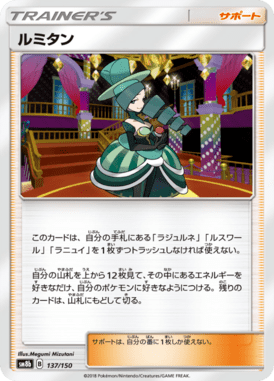 TRAINER'S サポート
ルミタン
このカードは、自分の手札にある「ラジュルネ」「ルスワー
ル」「ラニュイ」を1枚ずつトラッシュしなければ使えない。
自分の山札を上から12枚見て、その中にあるエネルギーを
好きなだけ、自分のポケモンに好きなようにつける。残りの
カードは、山札にもどして切る。
サポートは、自分の番に1枚しか使えない。
Illus.Megumi Mizutani
SM8b 137/150
©2018 Pokémon/Nintendo/Creatures/GAME FREAK.